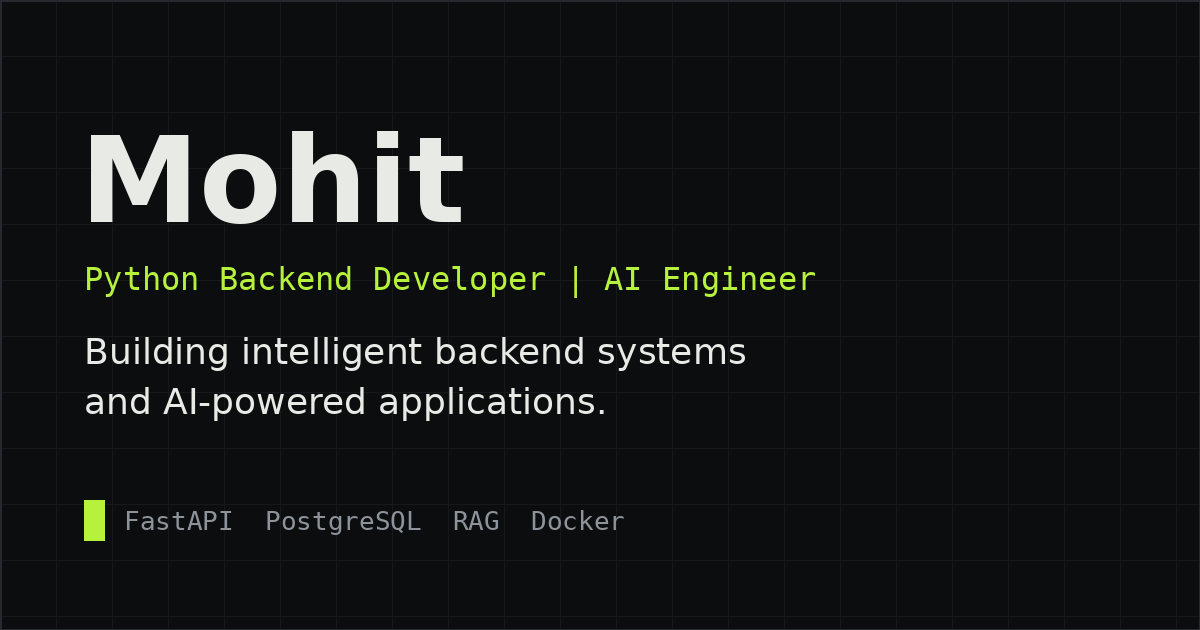 Mohit
Python Backend Developer | AI Engineer
Building intelligent backend systems
and AI-powered applications.
FastAPI  PostgreSQL  RAG  Docker